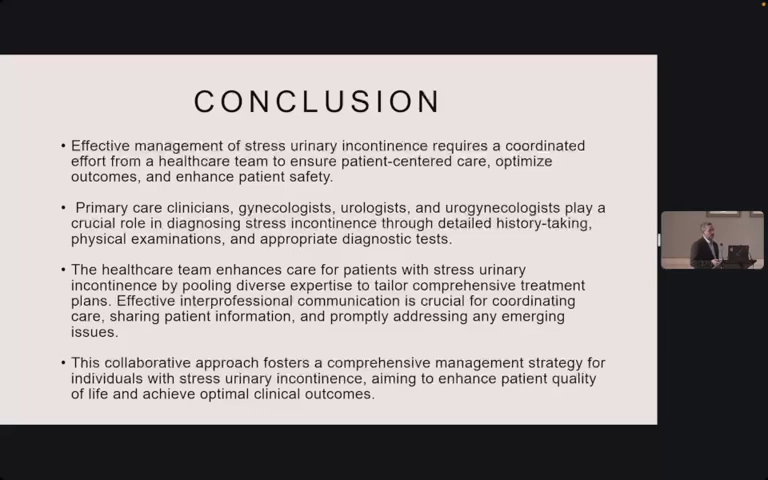 CONCLUSION
• Effective management of stress urinary incontinence requires a coordinated
effort from a healthcare team to ensure patient-centered care, optimize
outcomes, and enhance patient safety.
• Primary care clinicians, gynecologists, urologists, and urogynecologists play a
crucial role in diagnosing stress incontinence through detailed history-taking,
physical examinations, and appropriate diagnostic tests.
• The healthcare team enhances care for patients with stress urinary
incontinence by pooling diverse expertise to tailor comprehensive treatment
plans. Effective interprofessional communication is crucial for coordinating
care, sharing patient information, and promptly addressing any emerging
issues.
• This collaborative approach fosters a comprehensive management strategy for
individuals with stress urinary incontinence, aiming to enhance patient quality
of life and achieve optimal clinical outcomes.